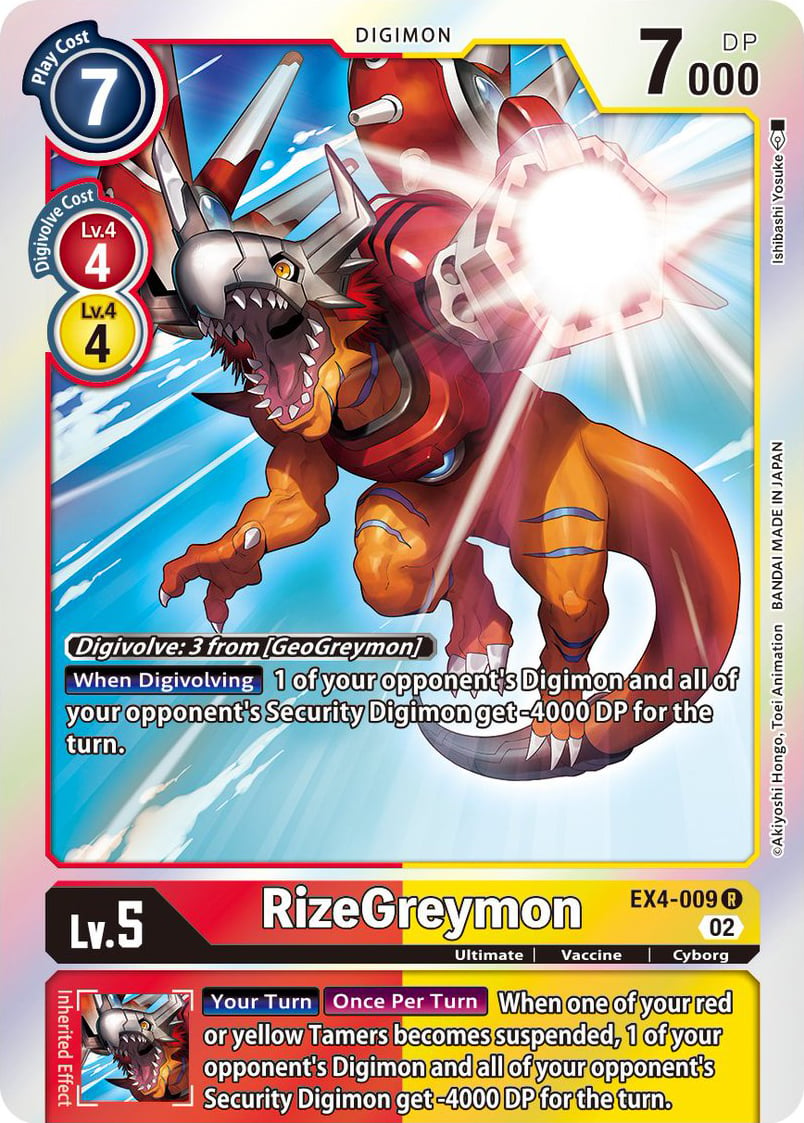 DIGIMON
Play Cost
7
7000
DP
Digivolve Cost
Lv.4
4
Lv.4
4
Ishibashi Yosuke
Digivolve: 3 from [GeoGreymon]
When Digivolving 1 of your opponent's Digimon and all of
your opponent's Security Digimon get -4000 DP for the
turn.
©Akiyoshi Hongo, Toei Animation BANDAI MADE IN JAPAN
Lv.5
RizeGreymon
EX4-009 R
02
Ultimate | Vaccine | Cyborg
Inherited Effect
Your Turn Once Per Turn When one of your red
or yellow Tamers becomes suspended, 1 of your
opponent's Digimon and all of your opponent's
Security Digimon get -4000 DP for the turn.